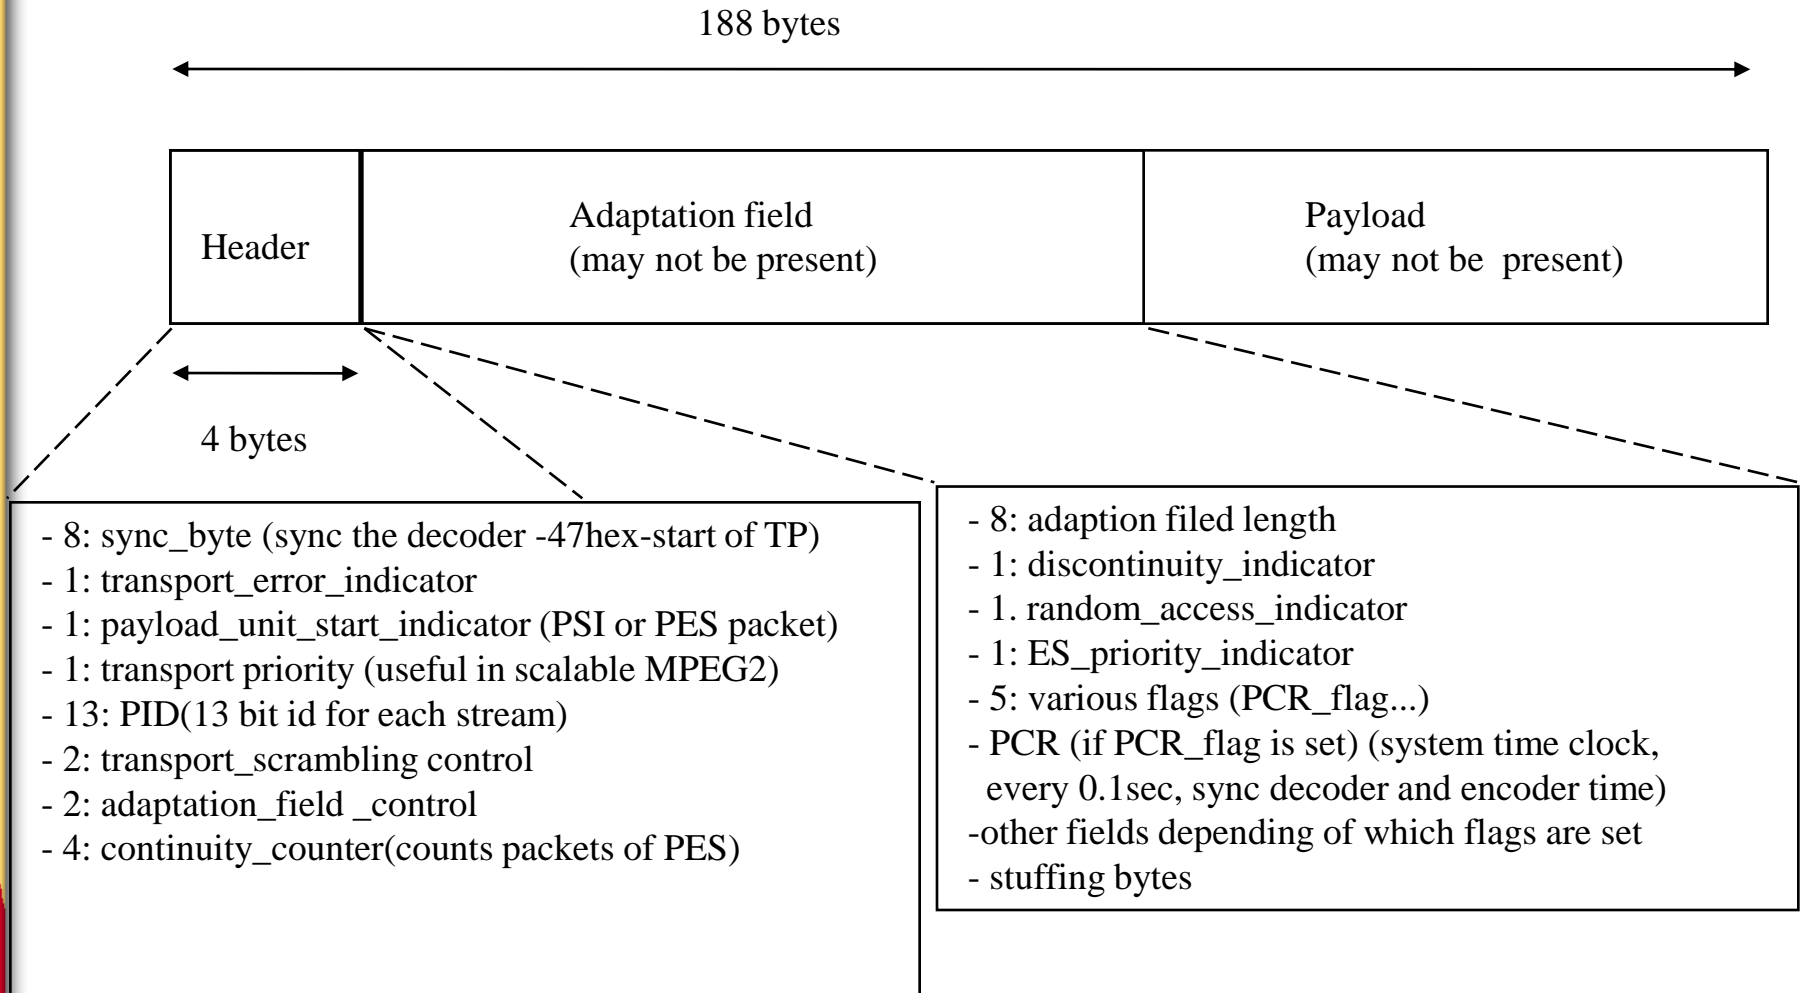 188 bytes
Header
Adaptation field
(may not be present)
Payload
(may not be  present)
4 bytes
- 8: sync_byte (sync the decoder -47hex-start of TP)
- 1: transport_error_indicator
- 1: payload_unit_start_indicator (PSI or PES packet)
- 1: transport priority (useful in scalable MPEG2)
- 13: PID(13 bit id for each stream)
- 2: transport_scrambling control
- 2: adaptation_field _control
- 4: continuity_counter(counts packets of PES)
- 8: adaption filed length
- 1: discontinuity_indicator
- 1. random_access_indicator
- 1: ES_priority_indicator
- 5: various flags (PCR_flag...)
- PCR (if PCR_flag is set) (system time clock,
every 0.1sec, sync decoder and encoder time)
-other fields depending of which flags are set
- stuffing bytes